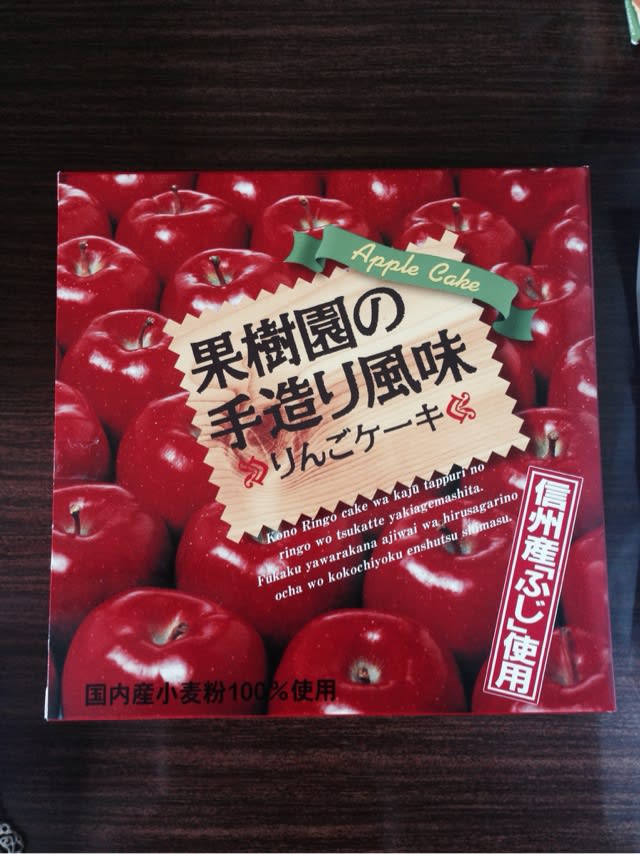 Apple Cake
果樹園の
手造り風味
りんごケーキ
Kono Ringo cake wa kajū tappuri no
ringo wo tsukatte yakiagemashita.
Fukaku yawarakana ajiwai wa hirusagarino
ocha wo kokochiyoku enshutsu shimasu.
信州産「ふじ」使用
国内産小麦粉100%使用